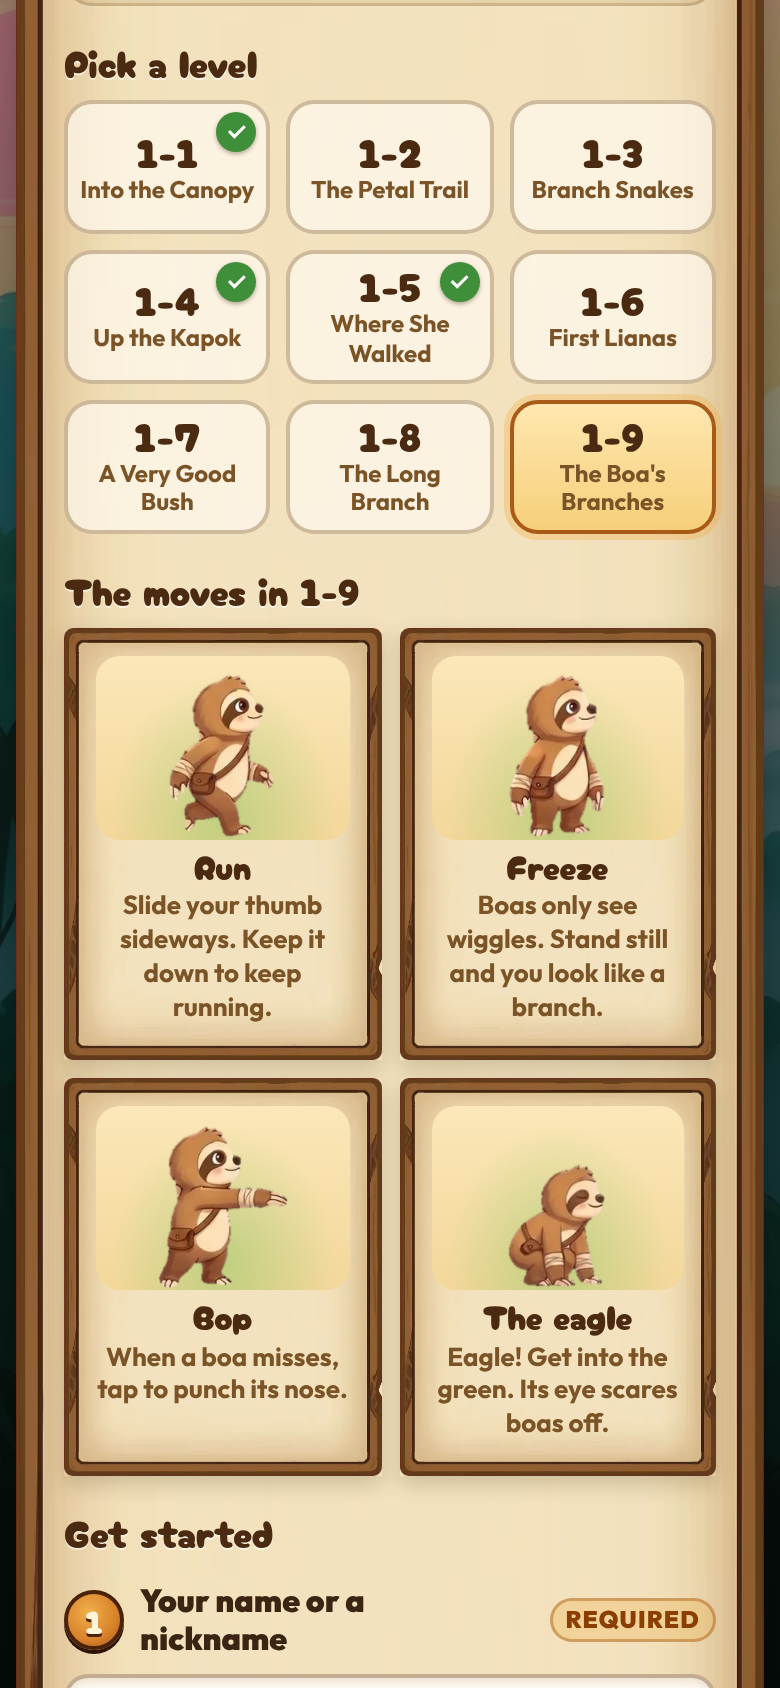 Pick a level
1-1
Into the Canopy
1-2
The Petal Trail
1-3
Branch Snakes
1-4
Up the Kapok
1-5
Where She
Walked
1-6
First Lianas
1-7
A Very Good
Bush
1-8
The Long
Branch
1-9
The Boa's
Branches
The moves in 1-9
Run
Slide your thumb
sideways. Keep it
down to keep
running.
Freeze
Boas only see
wiggles. Stand still
and you look like a
branch.
Bop
When a boa misses,
tap to punch its nose.
The eagle
Eagle! Get into the
green. Its eye scares
boas off.
Get started
1
Your name or a
nickname
REQUIRED